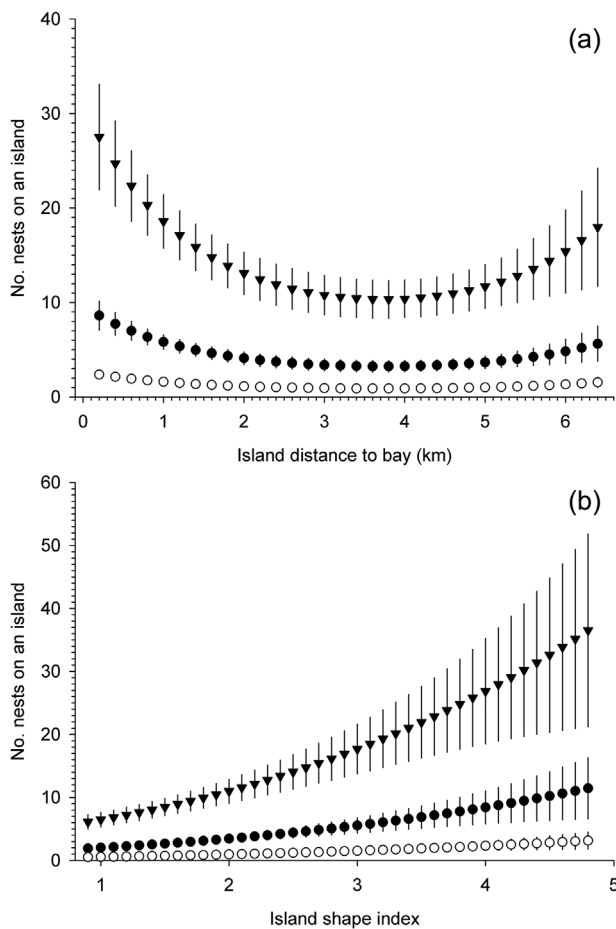 (a)
No. nests on an island
40
30
20
10
0
0 1 2 3 4 5 6
Island distance to bay (km)
(b)
No. nests on an island
60
50
40
30
20
10
0
1 2 3 4 5
Island shape index